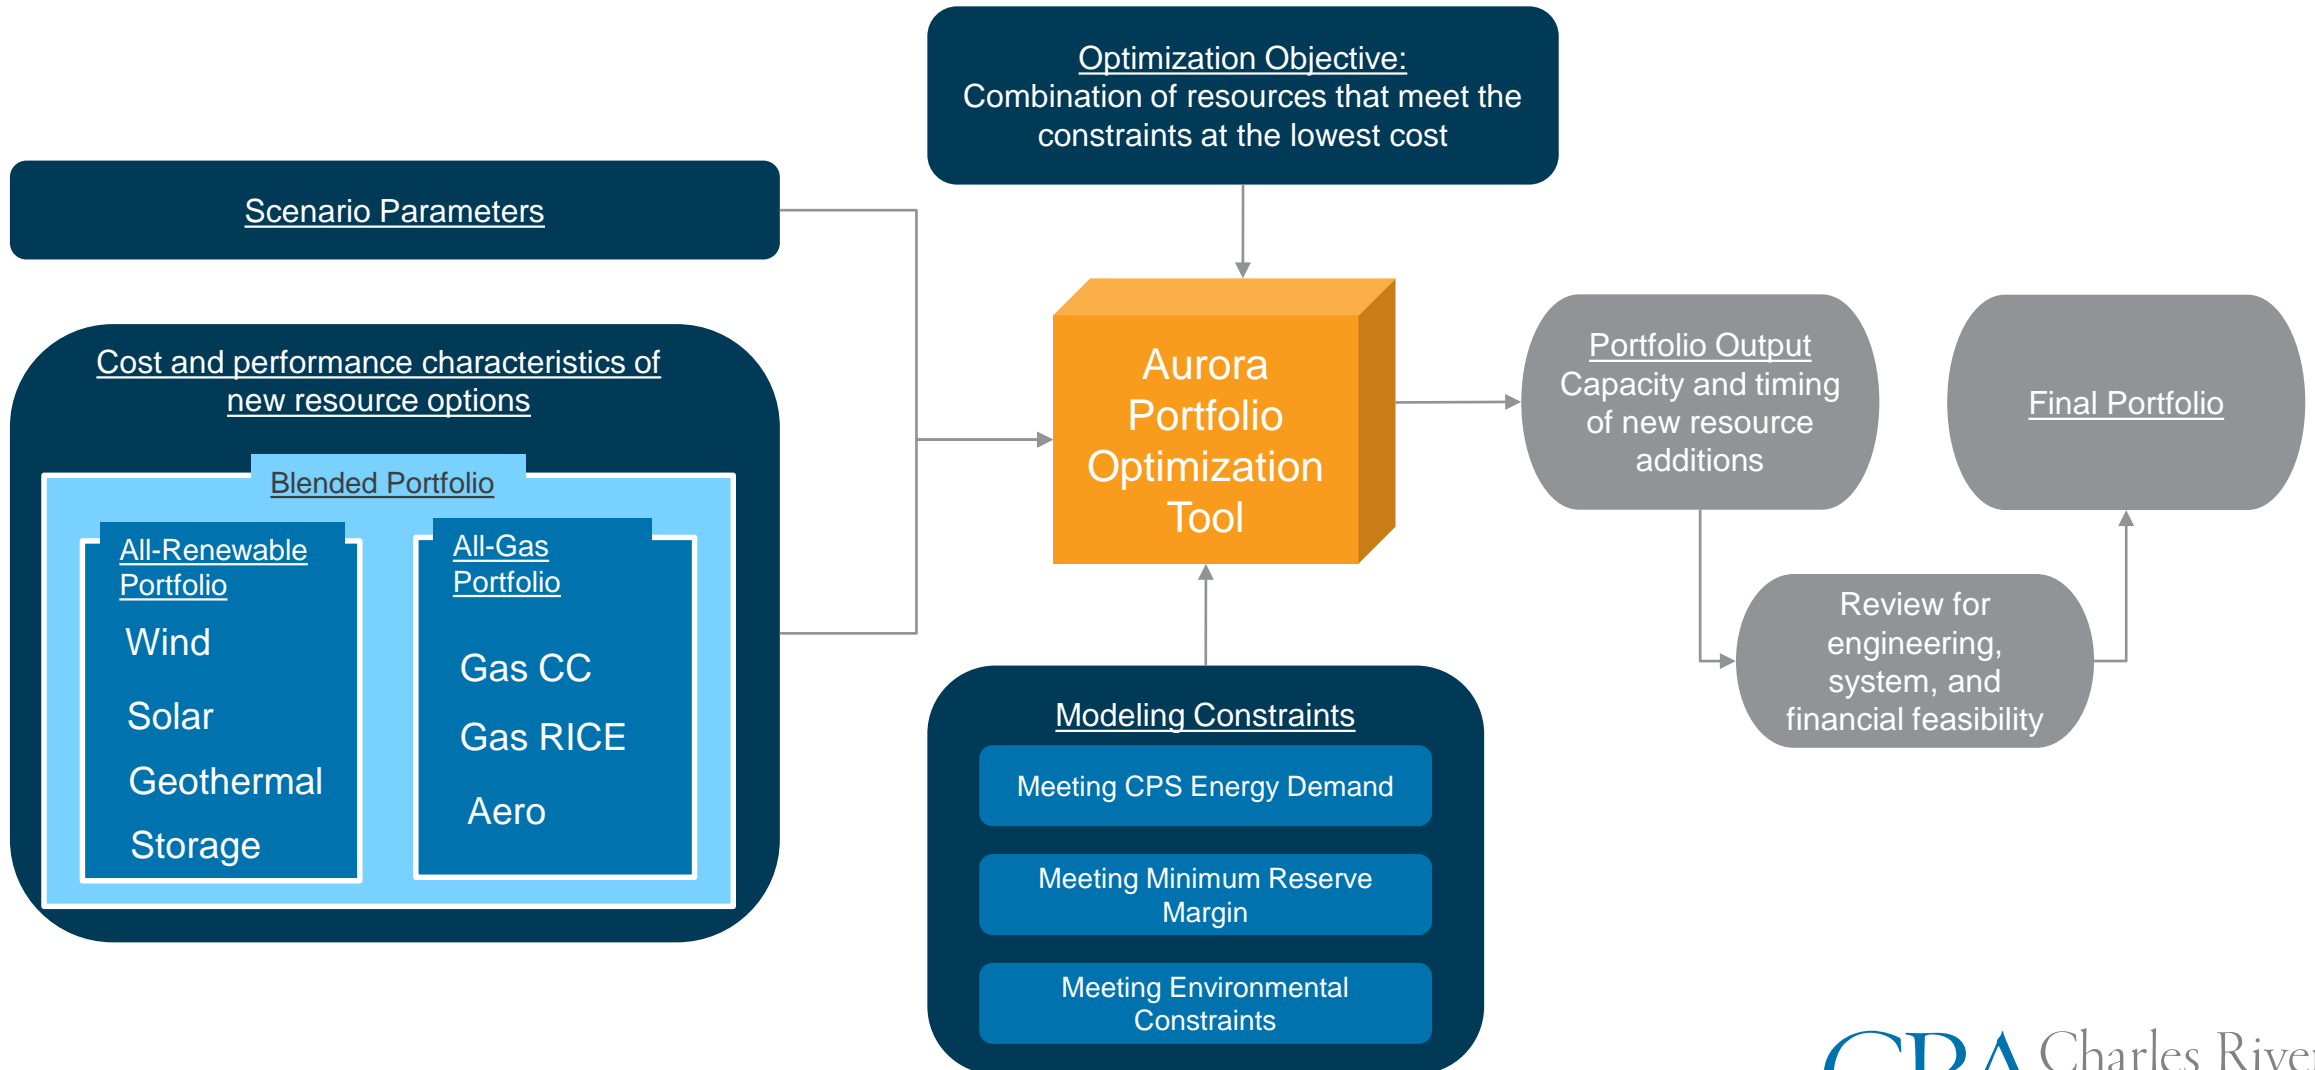 Optimization Objective:
Combination of resources that meet the
constraints at the lowest cost
Scenario Parameters
Cost and performance characteristics of
new resource options
Blended Portfolio
All-Renewable
Portfolio
Wind
Solar
Geothermal
Storage
All-Gas
Portfolio
Gas CC
Gas RICE
Aero
Aurora
Portfolio
Optimization
Tool
Modeling Constraints
Meeting CPS Energy Demand
Meeting Minimum Reserve
Margin
Meeting Environmental
Constraints
Portfolio Output
Capacity and timing
of new resource
additions
Review for
engineering,
system, and
financial feasibility
Final Portfolio
CRA Charles River